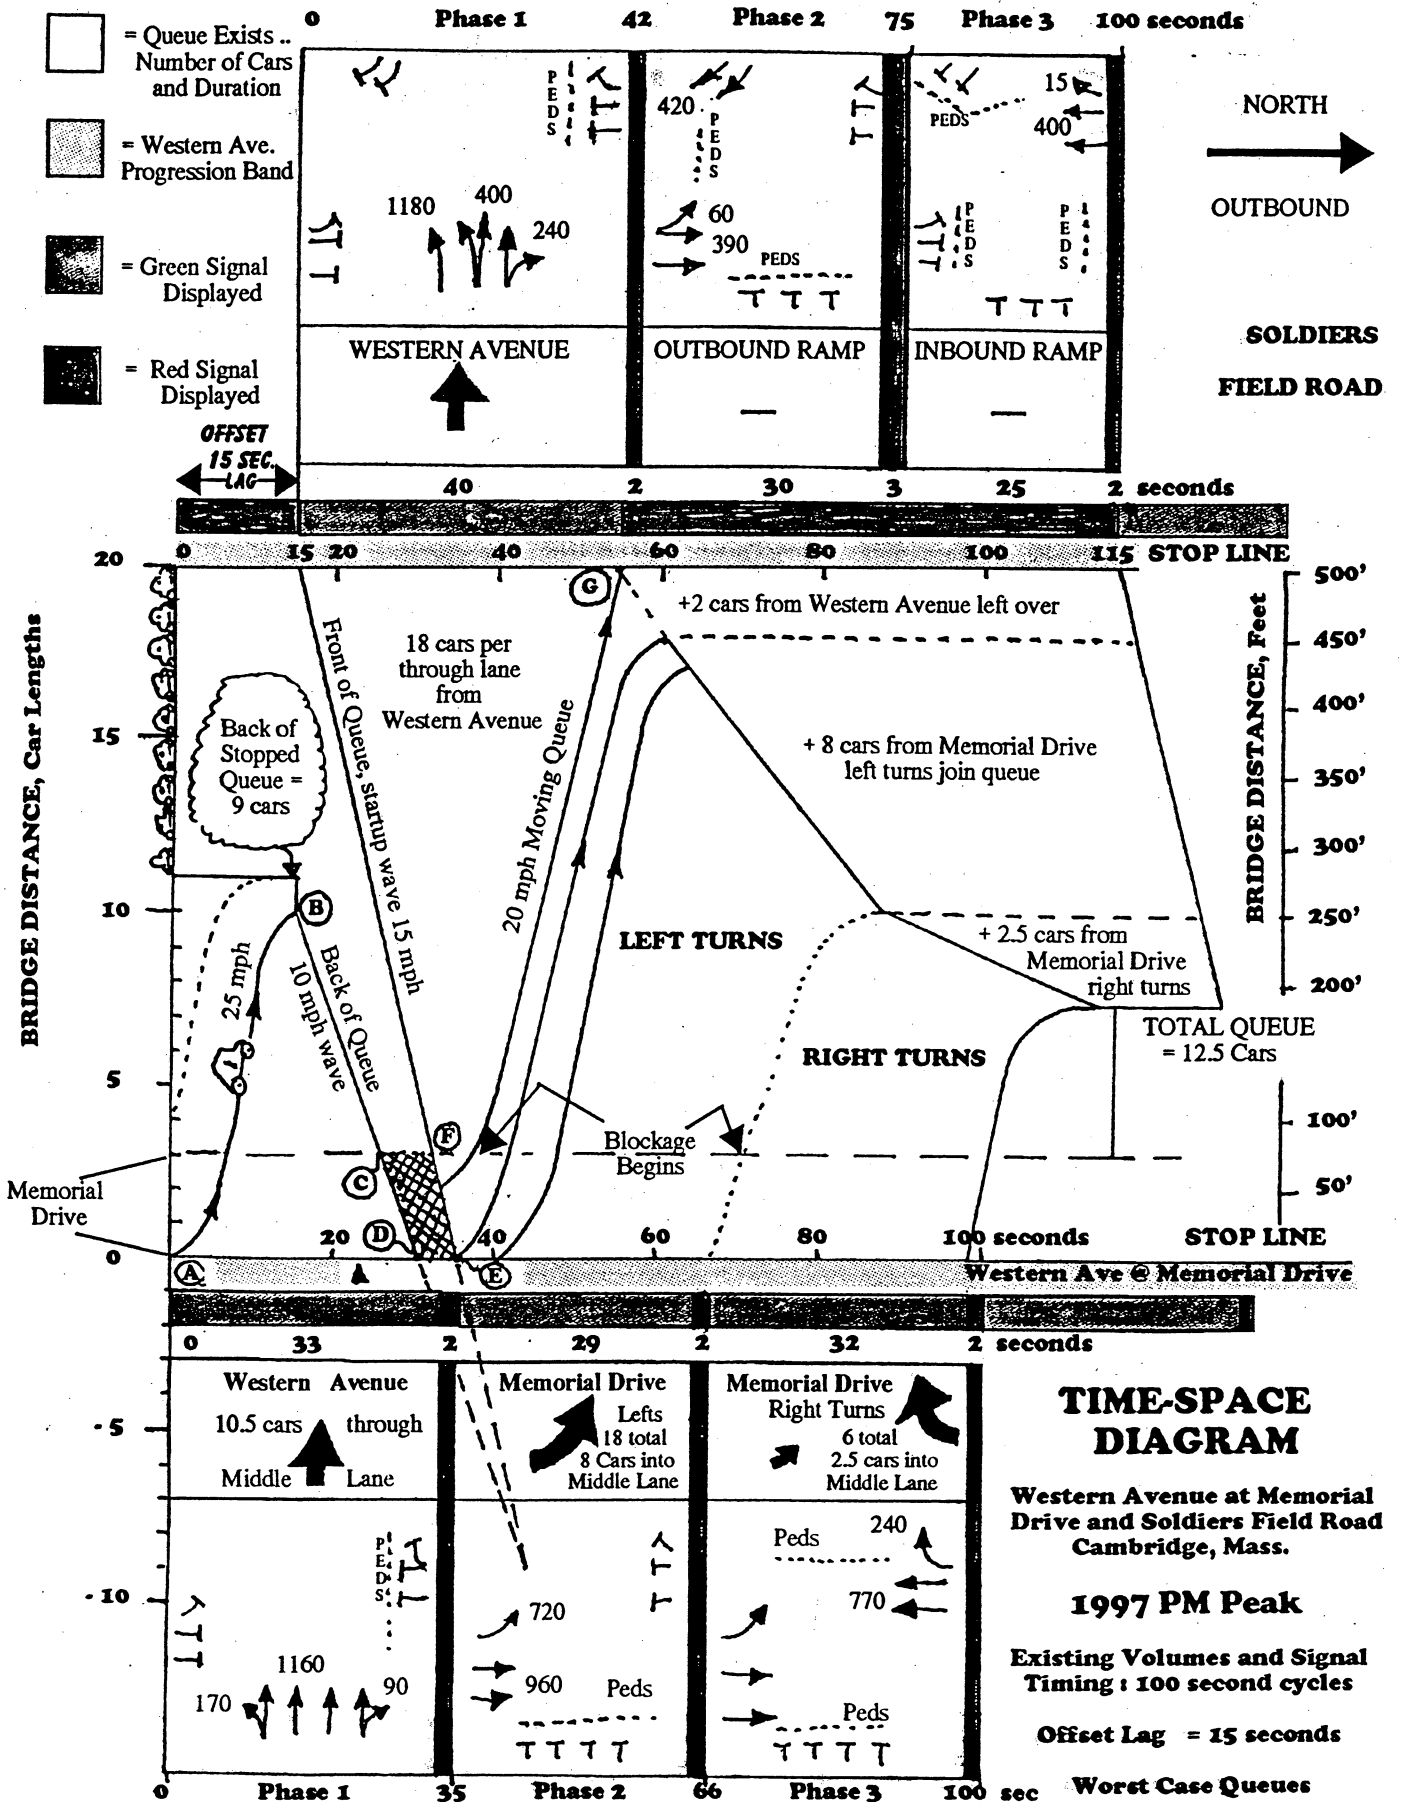 0 Phase 1 42 Phase 2 75 Phase 3 100 seconds
= Queue Exists ..
Number of Cars
and Duration
= Western Ave.
Progression Band
= Green Signal
Displayed
= Red Signal
Displayed
PEDS
1180
400
240
420
PEDS
60
390
PEDS
15
PEDS
400
PEDS
PEDS
NORTH
OUTBOUND
SOLDIERS
FIELD ROAD
WESTERN AVENUE
OUTBOUND RAMP
INBOUND RAMP
OFFSET
15 SEC.
LAG
0 40 2 30 3 25 2 seconds
0 15 20 40 60 80 100 115 STOP LINE
BRIDGE DISTANCE, Car Lengths
20
15
10
5
0
-5
-10
BRIDGE DISTANCE, Feet
500'
450'
400'
350'
300'
250'
200'
100'
50'
G
+2 cars from Western Avenue left over
18 cars per
through lane
from
Western Avenue
Front of Queue, startup wave 15 mph
20 mph Moving Queue
Back of
Stopped
Queue =
9 cars
+ 8 cars from Memorial Drive
left turns join queue
B
25 mph
Back of Queue
10 mph wave
LEFT TURNS
+ 2.5 cars from
Memorial Drive
right turns
TOTAL QUEUE
= 12.5 Cars
RIGHT TURNS
F
Blockage
Begins
C
Memorial
Drive
D
20 40 60 80 100 seconds STOP LINE
A
E
Western Ave @ Memorial Drive
0 33 2 29 2 32 2 seconds
Western Avenue
10.5 cars through
Middle Lane
Memorial Drive
Lefts
18 total
8 Cars into
Middle Lane
Memorial Drive
Right Turns
6 total
2.5 cars into
Middle Lane
PEDS
1160
170
90
720
960
Peds
Peds
240
770
Peds
0 Phase 1 35 Phase 2 66 Phase 3 100 sec
TIME-SPACE
DIAGRAM
Western Avenue at Memorial
Drive and Soldiers Field Road
Cambridge, Mass.
1997 PM Peak
Existing Volumes and Signal
Timing : 100 second cycles
Offset Lag = 15 seconds
Worst Case Queues